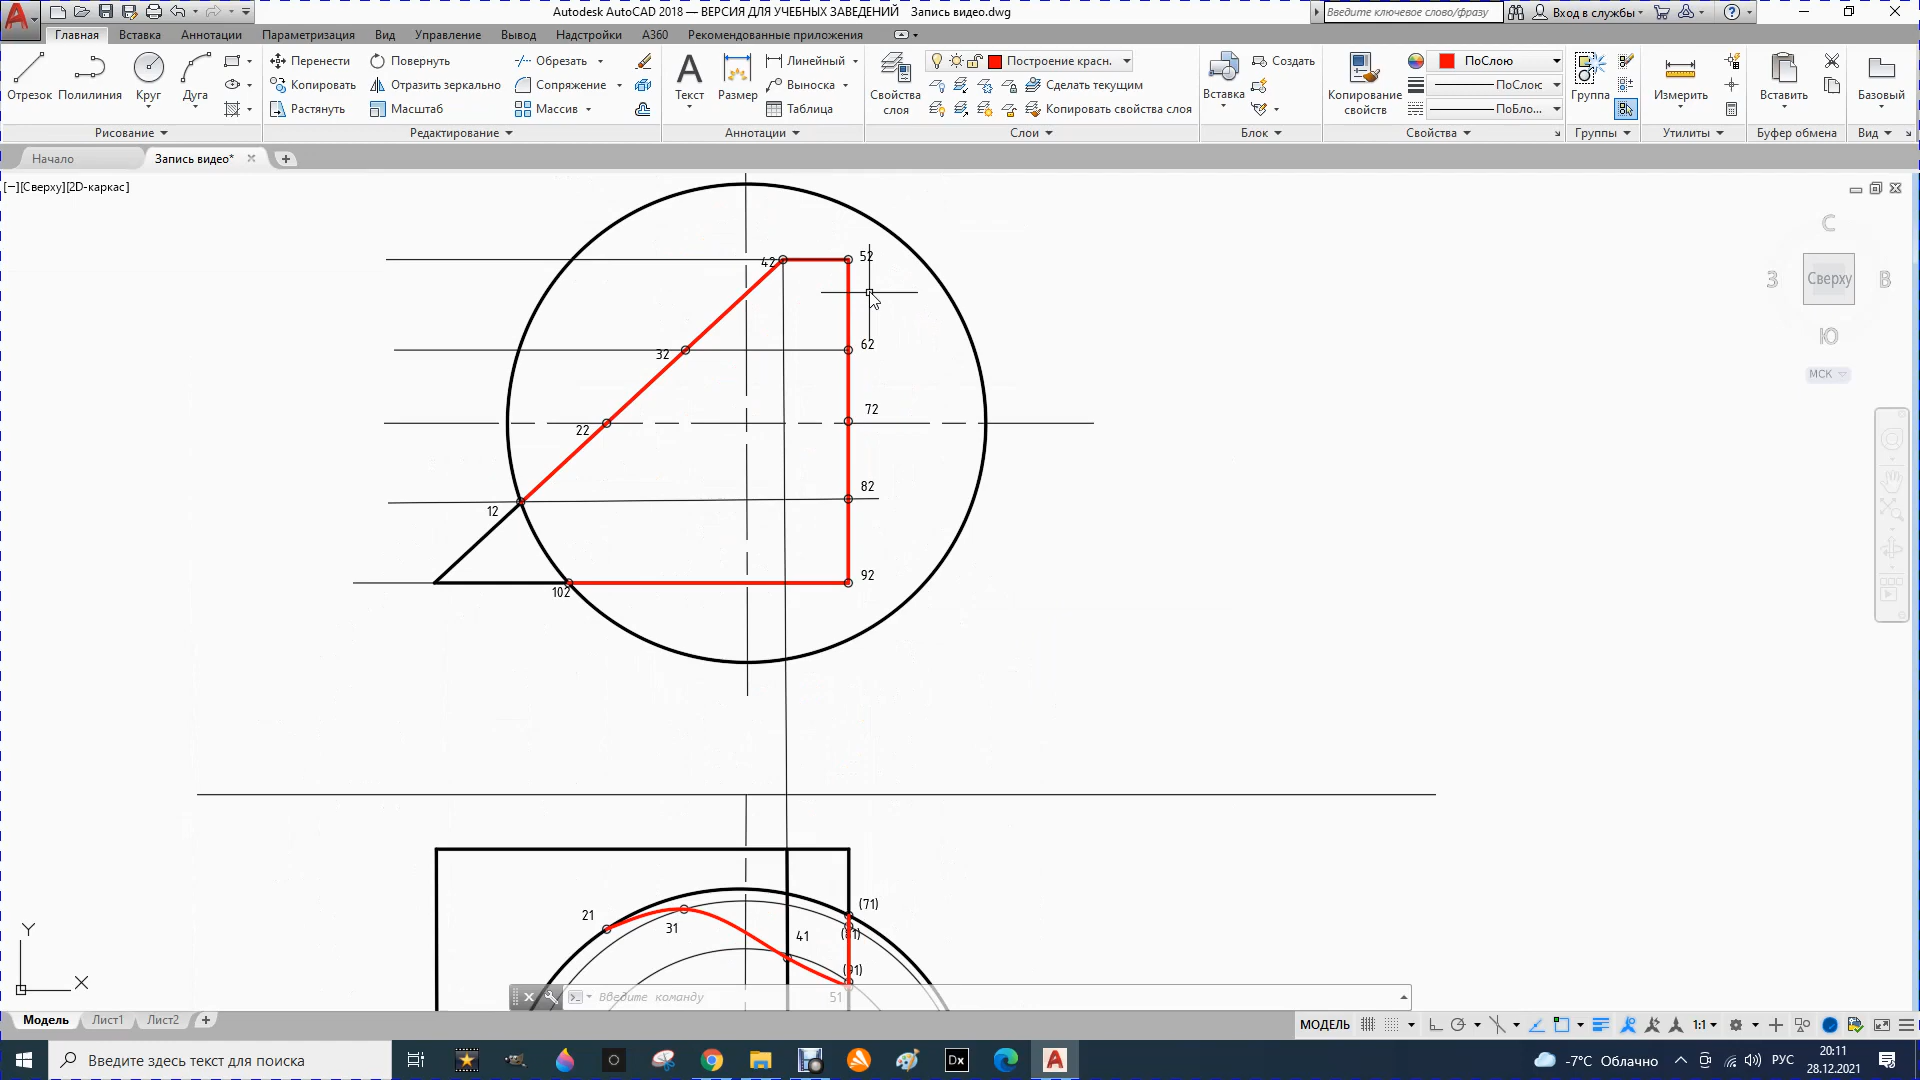 Autodesk AutoCAD 2018 — ВЕРСИЯ ДЛЯ УЧЕБНЫХ ЗАВЕДЕНИЙ Запись видео.dwg
Введите ключевое слово/фразу
Вход в службы
Главная Вставка Аннотации Параметризация Вид Управление Вывод Надстройки A360 Рекомендованные приложения
Отрезок Полилиния Круг Дуга
Рисование
Перенести Повернуть Обрезать
Копировать Отразить зеркально Сопряжение
Растянуть Масштаб Массив
Редактирование
Текст Размер
Линейный
Выноска
Таблица
Аннотации
Свойства слоя
Построение красн.
Сделать текущим
Копировать свойства слоя
Слои
Вставка
Создать
Блок
Копирование свойств
ПоСлою
ПоСлою
ПоБло...
Свойства
Группа
Группы
Измерить
Утилиты
Вставить
Буфер обмена
Базовый
Вид
Начало Запись видео*
[−][Сверху][2D-каркас]
С
З Сверху В
Ю
МСК
42 52
32 62
72
22
82
12
92
102
21 (71)
31 41
(91)
51
Y
X
Введите команду
Модель Лист1 Лист2
МОДЕЛЬ 1:1
Введите здесь текст для поиска
Dx
-7°C Облачно
РУС
20:11
28.12.2021